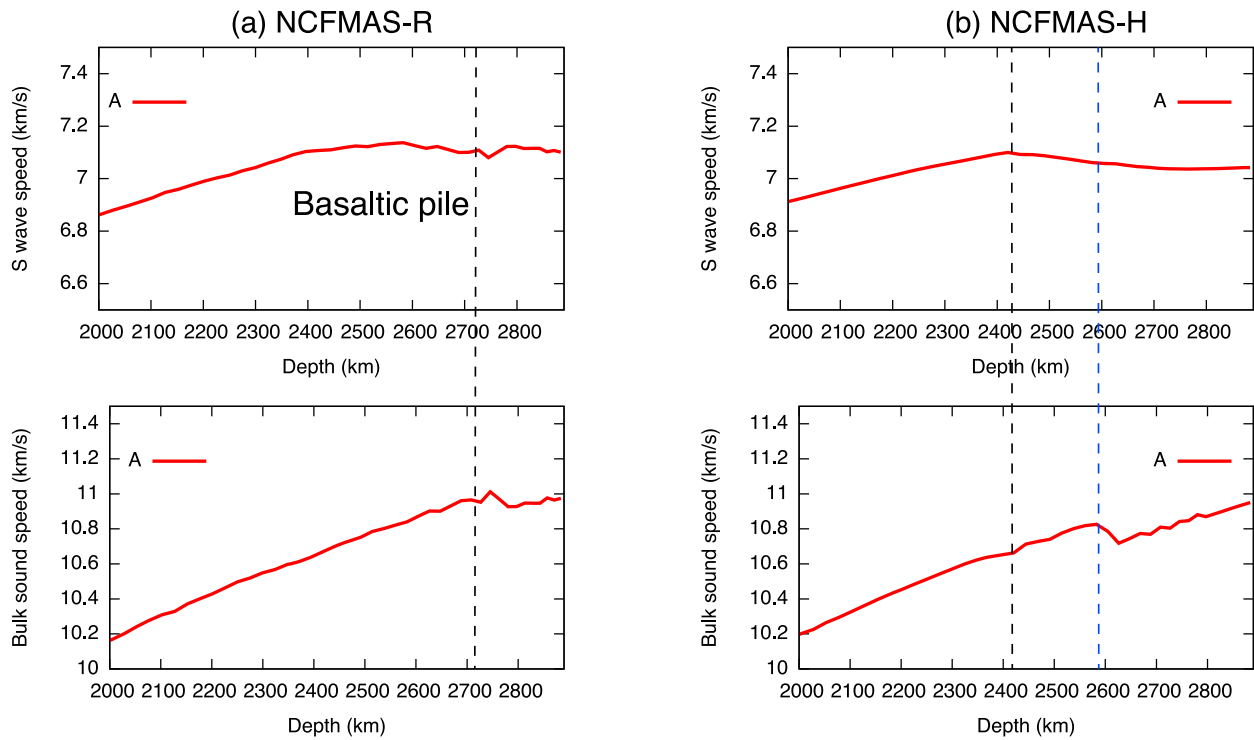 (a) NCFMAS-R
S wave speed (km/s)
7.4
7.2
7
6.8
6.6
A
Basaltic pile
2000 2100 2200 2300 2400 2500 2600 2700 2800
Depth (km)
(b) NCFMAS-H
S wave speed (km/s)
7.4
7.2
7
6.8
6.6
A
2000 2100 2200 2300 2400 2500 2600 2700 2800
Depth (km)
Bulk sound speed (km/s)
11.4
11.2
11
10.8
10.6
10.4
10.2
10
A
2000 2100 2200 2300 2400 2500 2600 2700 2800
Depth (km)
Bulk sound speed (km/s)
11.4
11.2
11
10.8
10.6
10.4
10.2
10
A
2000 2100 2200 2300 2400 2500 2600 2700 2800
Depth (km)